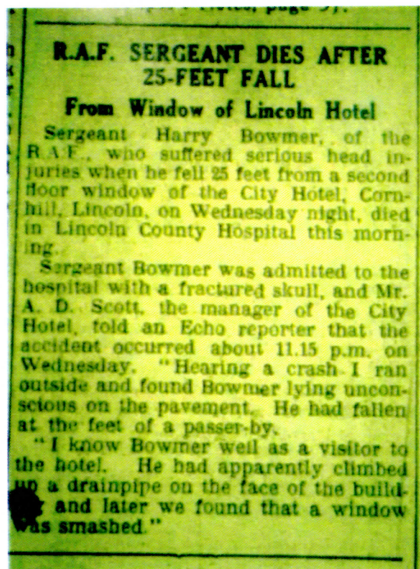 page 5).
R.A.F. SERGEANT DIES AFTER
25-FEET FALL
From Window of Lincoln Hotel
Sergeant Harry Bowmer, of the
R.A.F., who suffered serious head in-
juries when he fell 25 feet from a second
floor window of the City Hotel, Corn-
hill, Lincoln, on Wednesday night, died
in Lincoln County Hospital this morn-
ing.
Sergeant Bowmer was admitted to the
hospital with a fractured skull, and Mr.
A. D. Scott, the manager of the City
Hotel, told an Echo reporter that the
accident occurred about 11.15 p.m. on
Wednesday. "Hearing a crash I ran
outside and found Bowmer lying uncon-
scious on the pavement. He had fallen
at the feet of a passer-by.
"I know Bowmer well as a visitor to
the hotel. He had apparently climbed
up a drainpipe on the face of the build-
and later we found that a window
was smashed."